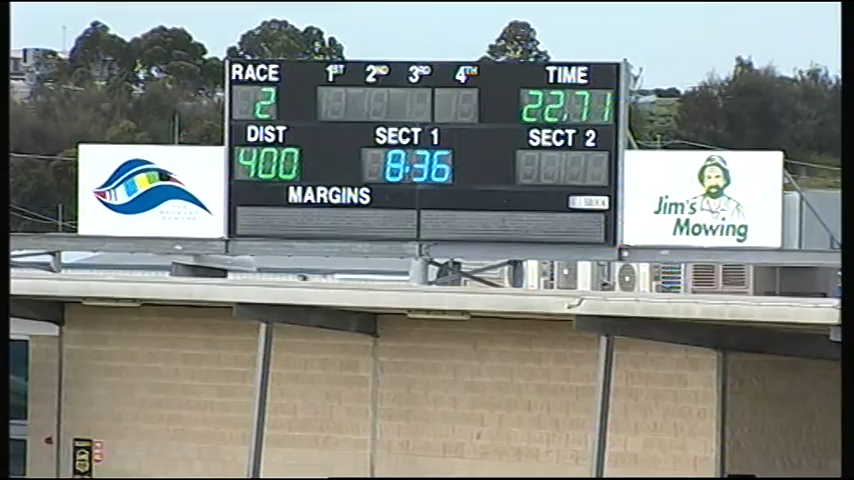 RACE 1ST 2ND 3RD 4TH TIME
2 22.71
DIST SECT 1 SECT 2
400 8:36
MARGINS
Jim's
Mowing